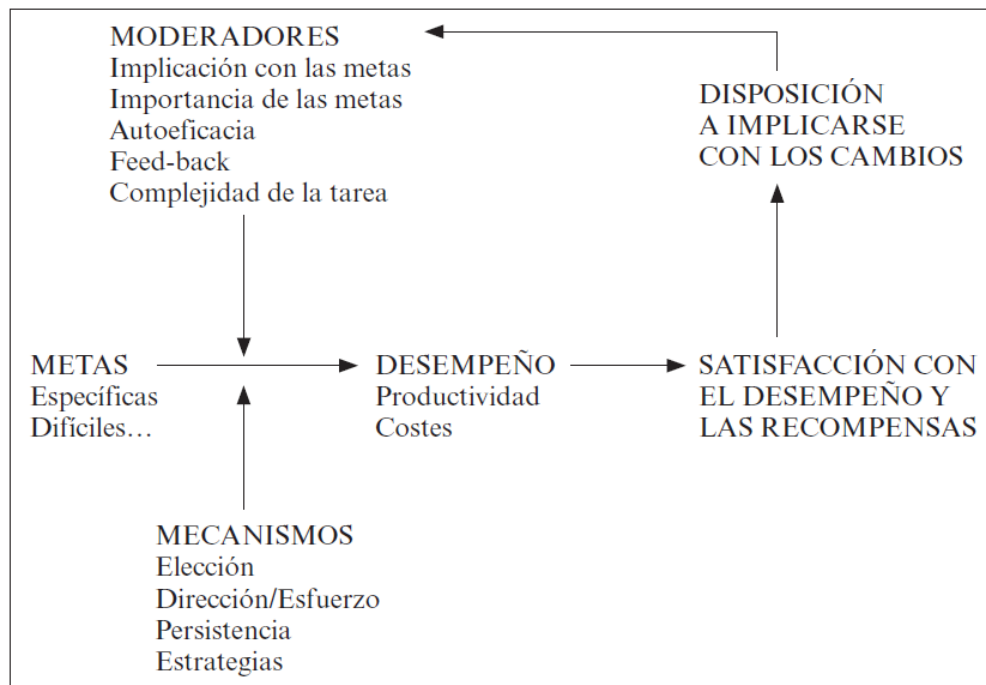 MODERADORES
Implicación con las metas
Importancia de las metas
Autoeficacia
Feed-back
Complejidad de la tarea
DISPOSICIÓN
A IMPLICARSE
CON LOS CAMBIOS
METAS
Específicas
Difíciles…
DESEMPEÑO
Productividad
Costes
SATISFACCIÓN CON
EL DESEMPEÑO Y
LAS RECOMPENSAS
MECANISMOS
Elección
Dirección/Esfuerzo
Persistencia
Estrategias